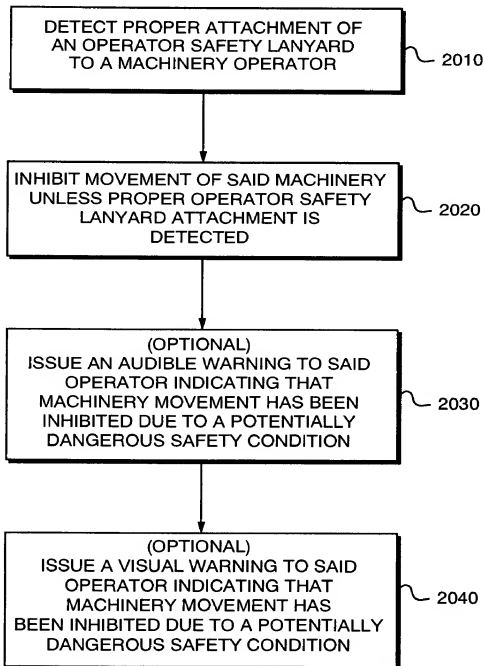 DETECT PROPER ATTACHMENT OF
AN OPERATOR SAFETY LANYARD
TO A MACHINERY OPERATOR
2010
INHIBIT MOVEMENT OF SAID MACHINERY
UNLESS PROPER OPERATOR SAFETY
LANYARD ATTACHMENT IS
DETECTED
2020
(OPTIONAL)
ISSUE AN AUDIBLE WARNING TO SAID
OPERATOR INDICATING THAT
MACHINERY MOVEMENT HAS BEEN
INHIBITED DUE TO A POTENTIALLY
DANGEROUS SAFETY CONDITION
2030
(OPTIONAL)
ISSUE A VISUAL WARNING TO SAID
OPERATOR INDICATING THAT
MACHINERY MOVEMENT HAS
BEEN INHIBITED DUE TO A POTENTIALLY
DANGEROUS SAFETY CONDITION
2040